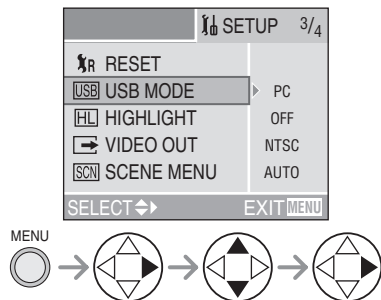 SETUP 3/4
R RESET
USB USB MODE PC
HL HIGHLIGHT OFF
VIDEO OUT NTSC
SCN SCENE MENU AUTO
SELECT EXIT MENU
MENU